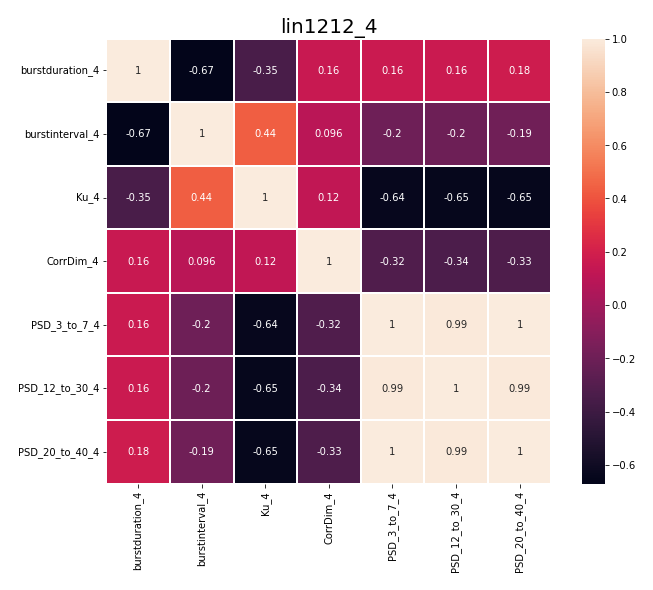 lin1212_4
burstduration_4 1 -0.67 -0.35 0.16 0.16 0.16 0.18
burstinterval_4 -0.67 1 0.44 0.096 -0.2 -0.2 -0.19
Ku_4 -0.35 0.44 1 0.12 -0.64 -0.65 -0.65
CorrDim_4 0.16 0.096 0.12 1 -0.32 -0.34 -0.33
PSD_3_to_7_4 0.16 -0.2 -0.64 -0.32 1 0.99 1
PSD_12_to_30_4 0.16 -0.2 -0.65 -0.34 0.99 1 0.99
PSD_20_to_40_4 0.18 -0.19 -0.65 -0.33 1 0.99 1
burstduration_4
burstinterval_4
Ku_4
CorrDim_4
PSD_3_to_7_4
PSD_12_to_30_4
PSD_20_to_40_4
1.0
0.8
0.6
0.4
0.2
0.0
−0.2
−0.4
−0.6